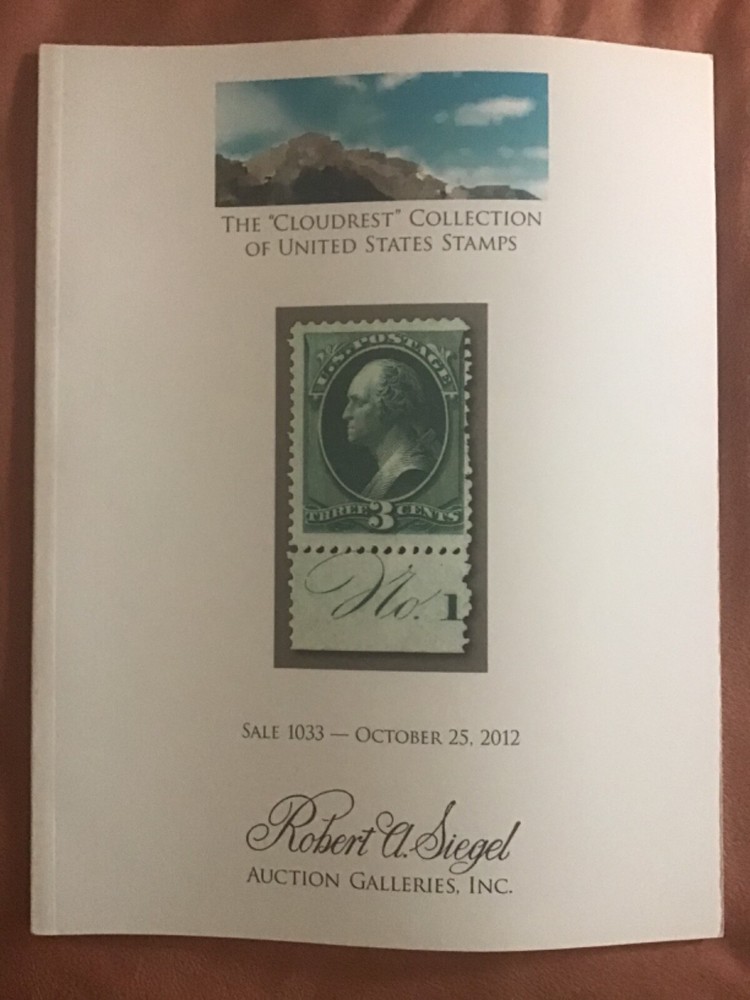 The "Cloudrest" Collection
of United States Stamps
U.S. POSTAGE
THREE 3 CENTS
No. 1
Sale 1033 — October 25, 2012
Robert A. Siegel
Auction Galleries, Inc.